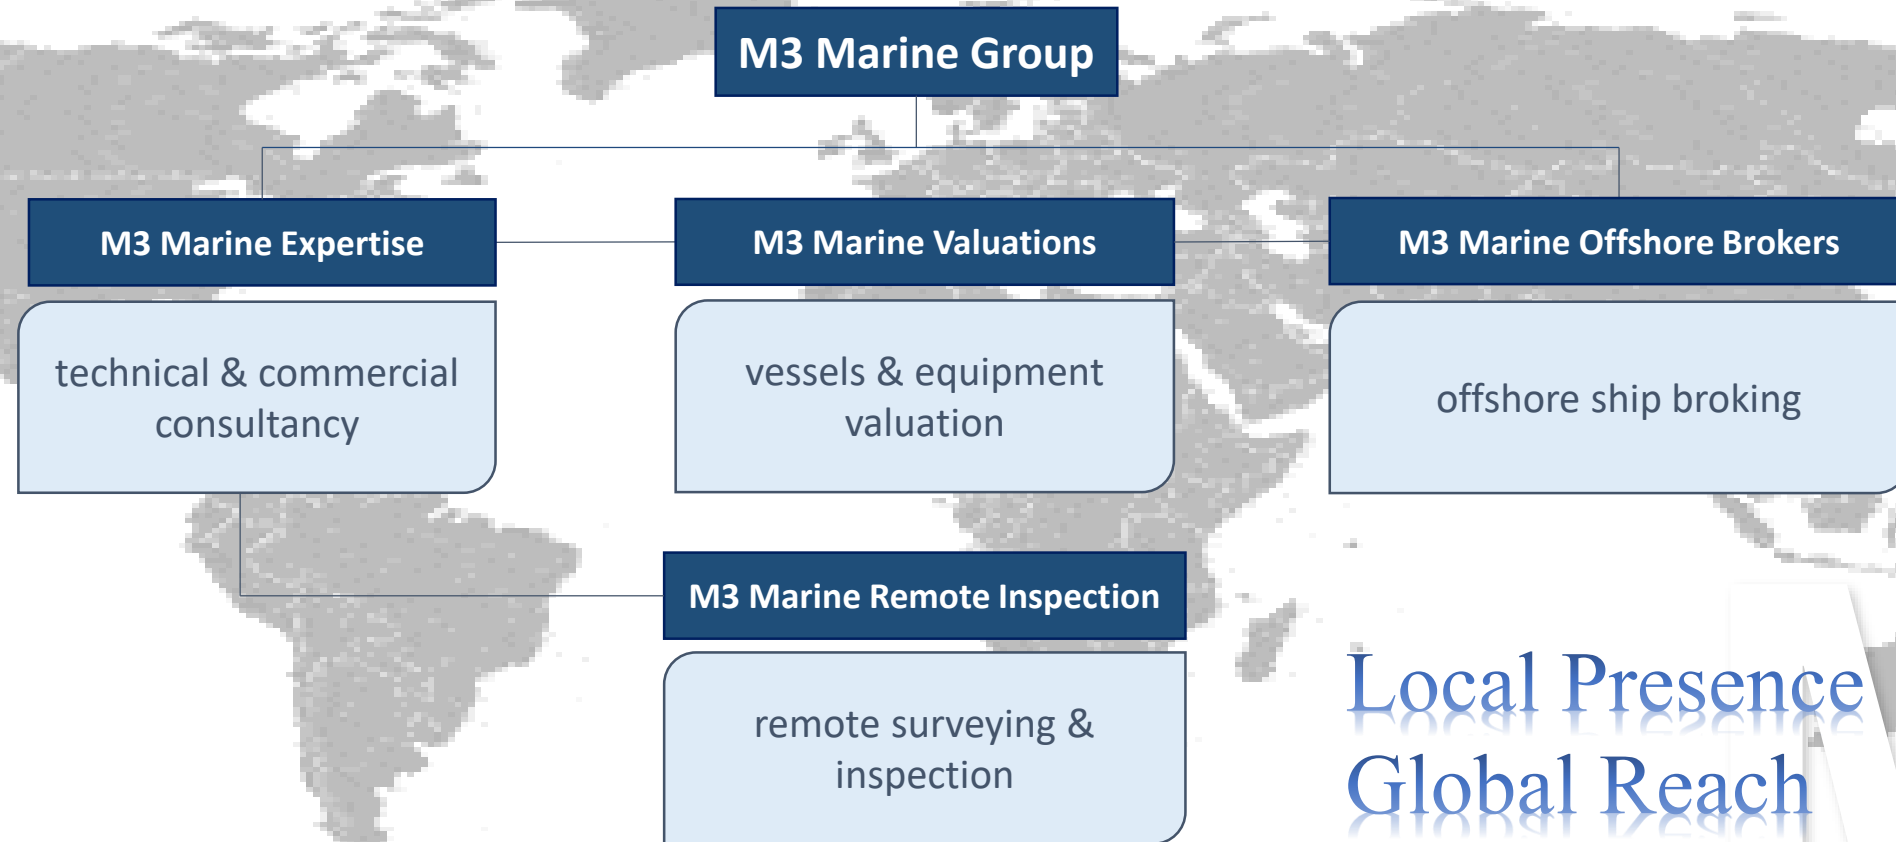 M3 Marine Group
M3 Marine Expertise
M3 Marine Valuations
M3 Marine Offshore Brokers
technical & commercial
consultancy
vessels & equipment
valuation
offshore ship broking
M3 Marine Remote Inspection
remote surveying &
inspection
Local Presence
Global Reach